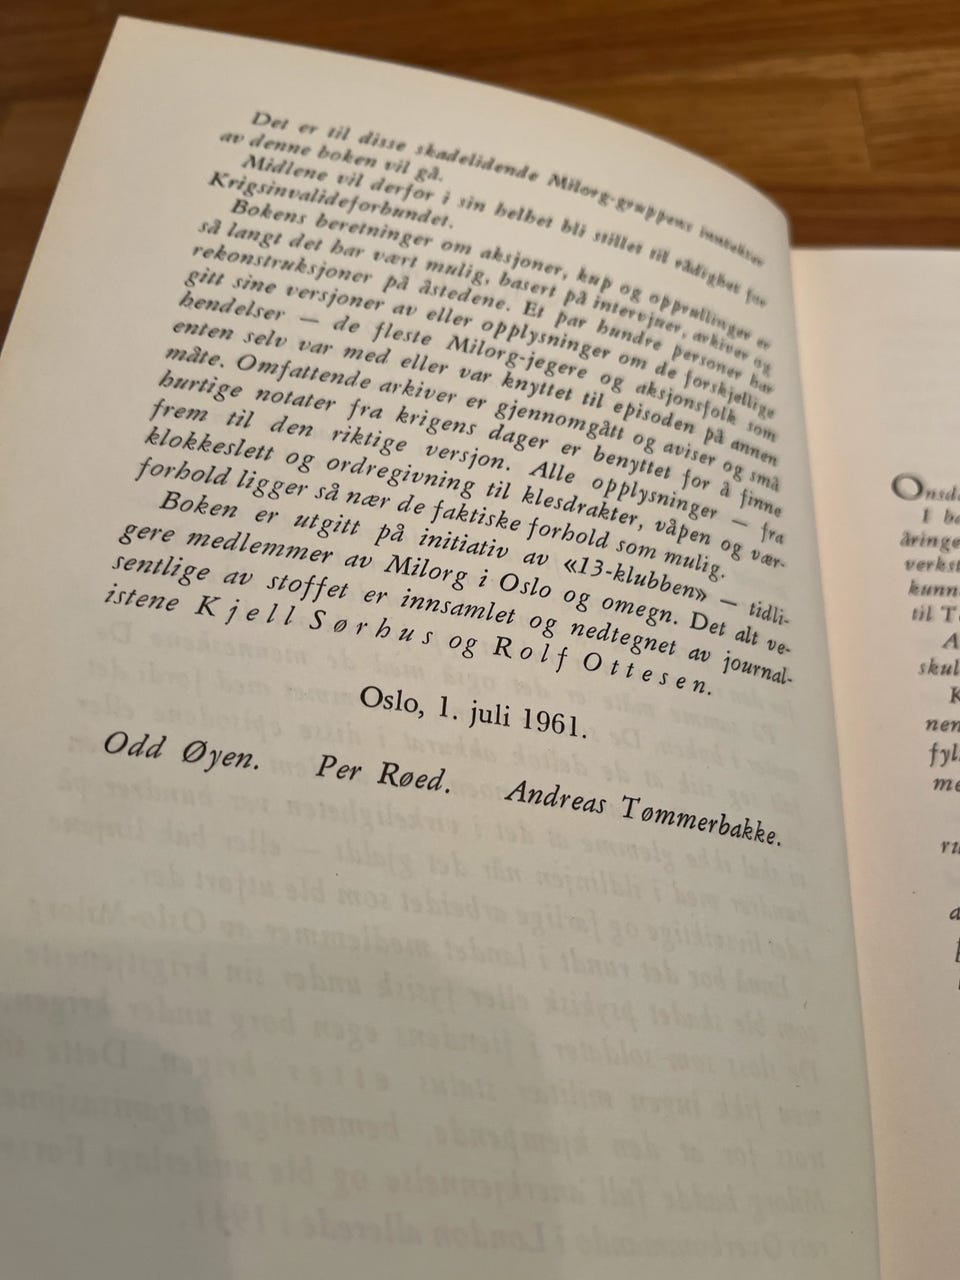 Det er til disse skadelidende Milorg-gruppens inntekter
av denne boken vil gå.
Midlene vil derfor i sin helhet bli stillet til rådighet for
Krigsinvalideforbundet.
Bokens beretninger om aksjoner, kup og opprullinger er
så langt det har vært mulig, basert på intervjuer, arkiver og
rekonstruksjoner på åstedene. Et par hundre personer har
gitt sine versjoner av eller opplysninger om de forskjellige
hendelser — de fleste Milorg-jegere og aksjonsfolk som
enten selv var med eller var knyttet til episoden på annen
måte. Omfattende arkiver er gjennomgått og aviser og små
hurtige notater fra krigens dager er benyttet for å finne
frem til den riktige versjon. Alle opplysninger — fra
klokkeslett og ordregivning til klesdrakter, våpen og vær-
forhold ligger så nær de faktiske forhold som mulig.
Boken er utgitt på initiativ av «13-klubben» — tidli-
gere medlemmer av Milorg i Oslo og omegn. Det alt ve-
sentlige av stoffet er innsamlet og nedtegnet av journal-
istene Kjell Sørhus og Rolf Ottesen.
Oslo, 1. juli 1961.
Odd Øyen. Per Røed. Andreas Tømmerbakke.